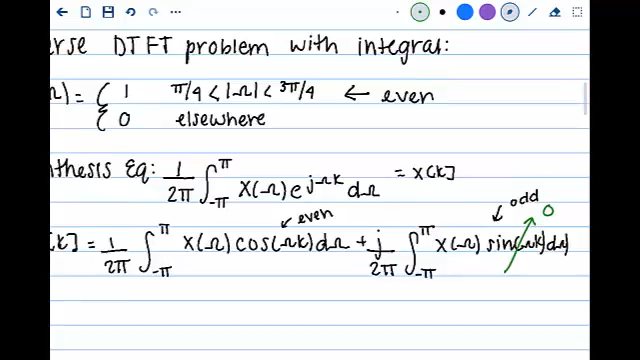 erse DTFT problem with integral:
Ω) = { 1 π/4 < |Ω| < 3π/4 ← even
{ 0 elsewhere
nthesis Eq: 1/2π ∫_{-π}^{π} X(Ω) e^{jΩk} dΩ = x[k]
even odd 0
[k] = 1/2π ∫_{-π}^{π} X(Ω) cos(Ωk) dΩ + j/2π ∫_{-π}^{π} X(Ω) sin(Ωk) dΩ